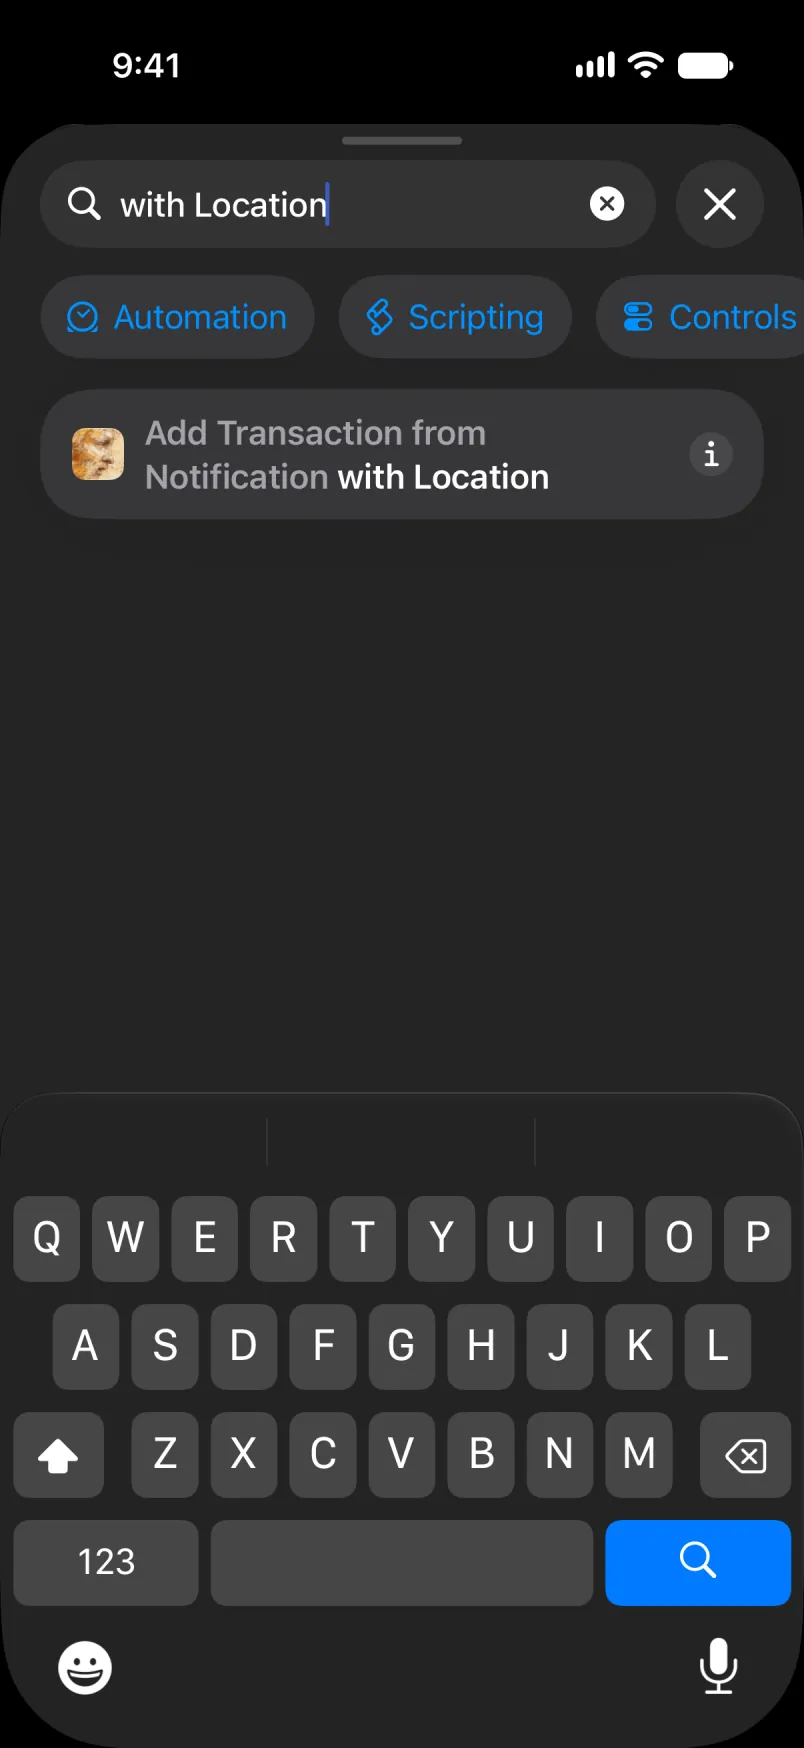 9:41
with Location
Automation
Scripting
Controls
Add Transaction from
Notification with Location
Q W E R T Y U I O P
A S D F G H J K L
Z X C V B N M
123